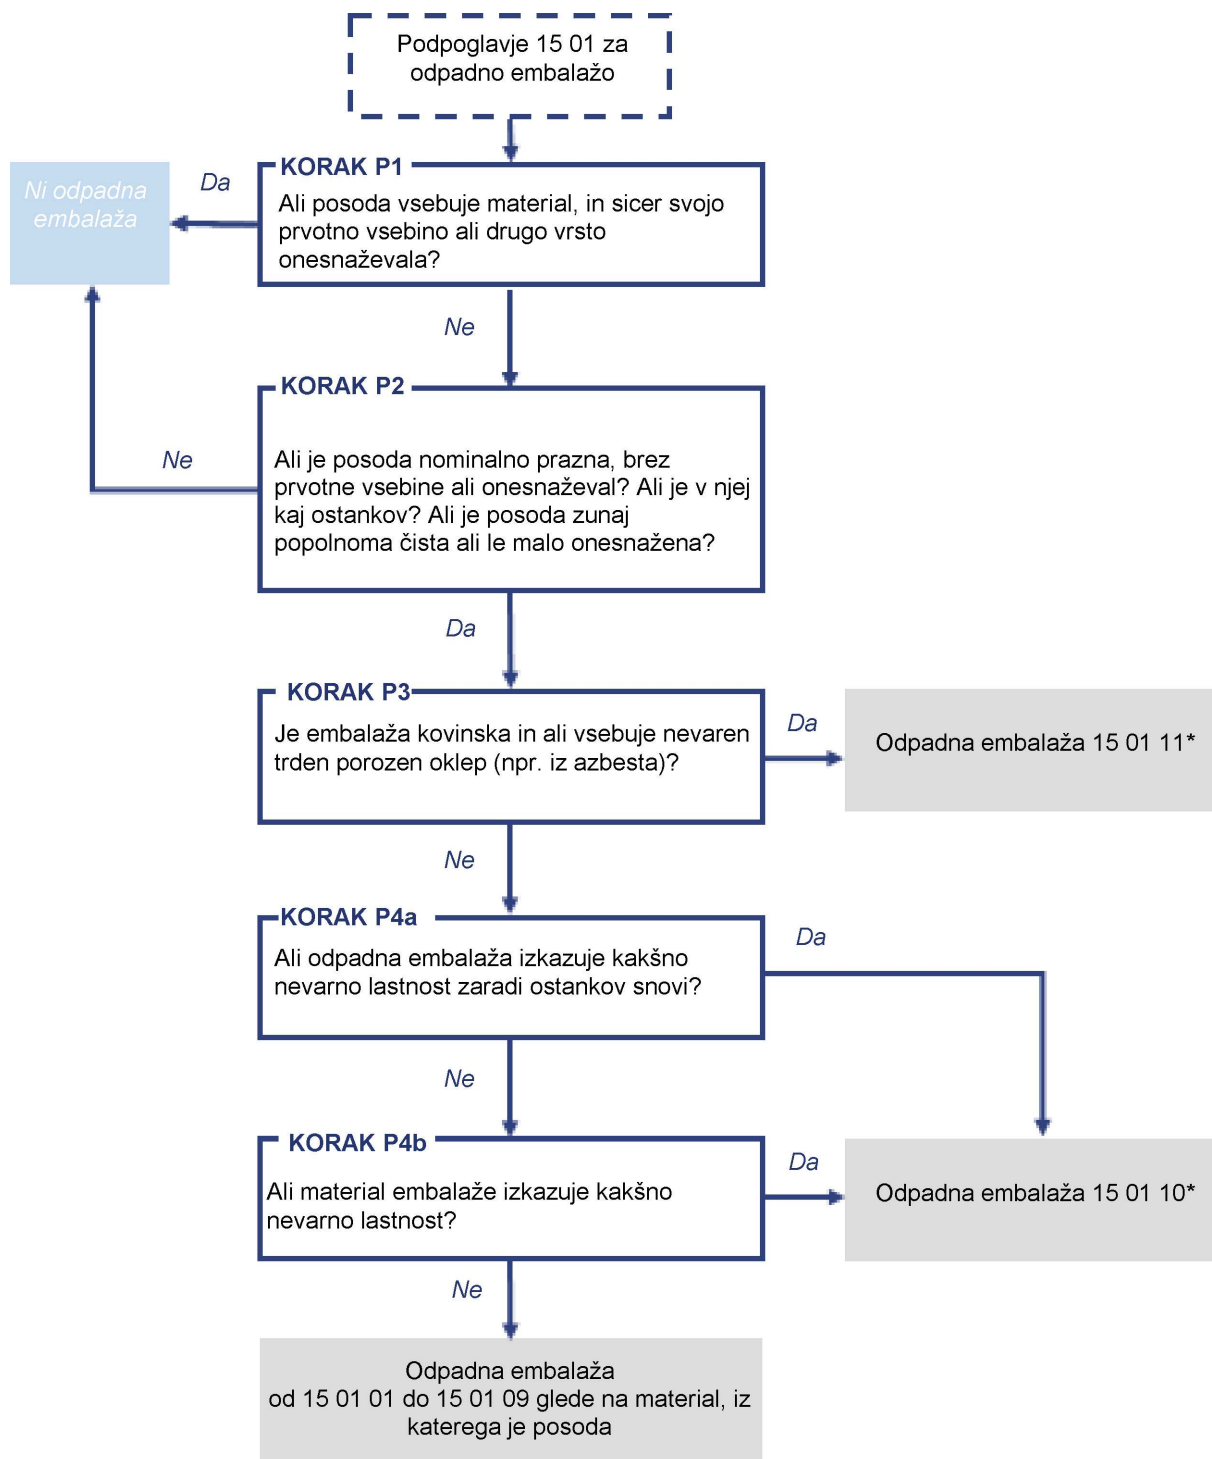 Podpoglavje 15 01 za
odpadno embalažo
Ni odpadna
embalaža
Da
KORAK P1
Ali posoda vsebuje material, in sicer svojo
prvotno vsebino ali drugo vrsto
onesnaževala?
Ne
KORAK P2
Ne
Ali je posoda nominalno prazna, brez
prvotne vsebine ali onesnaževal? Ali je v njej
kaj ostankov? Ali je posoda zunaj
popolnoma čista ali le malo onesnažena?
Da
KORAK P3
Je embalaža kovinska in ali vsebuje nevaren
trden porozen oklep (npr. iz azbesta)?
Da
Odpadna embalaža 15 01 11*
Ne
KORAK P4a
Ali odpadna embalaža izkazuje kakšno
nevarno lastnost zaradi ostankov snovi?
Da
Ne
KORAK P4b
Ali material embalaže izkazuje kakšno
nevarno lastnost?
Da
Odpadna embalaža 15 01 10*
Ne
Odpadna embalaža
od 15 01 01 do 15 01 09 glede na material, iz
katerega je posoda